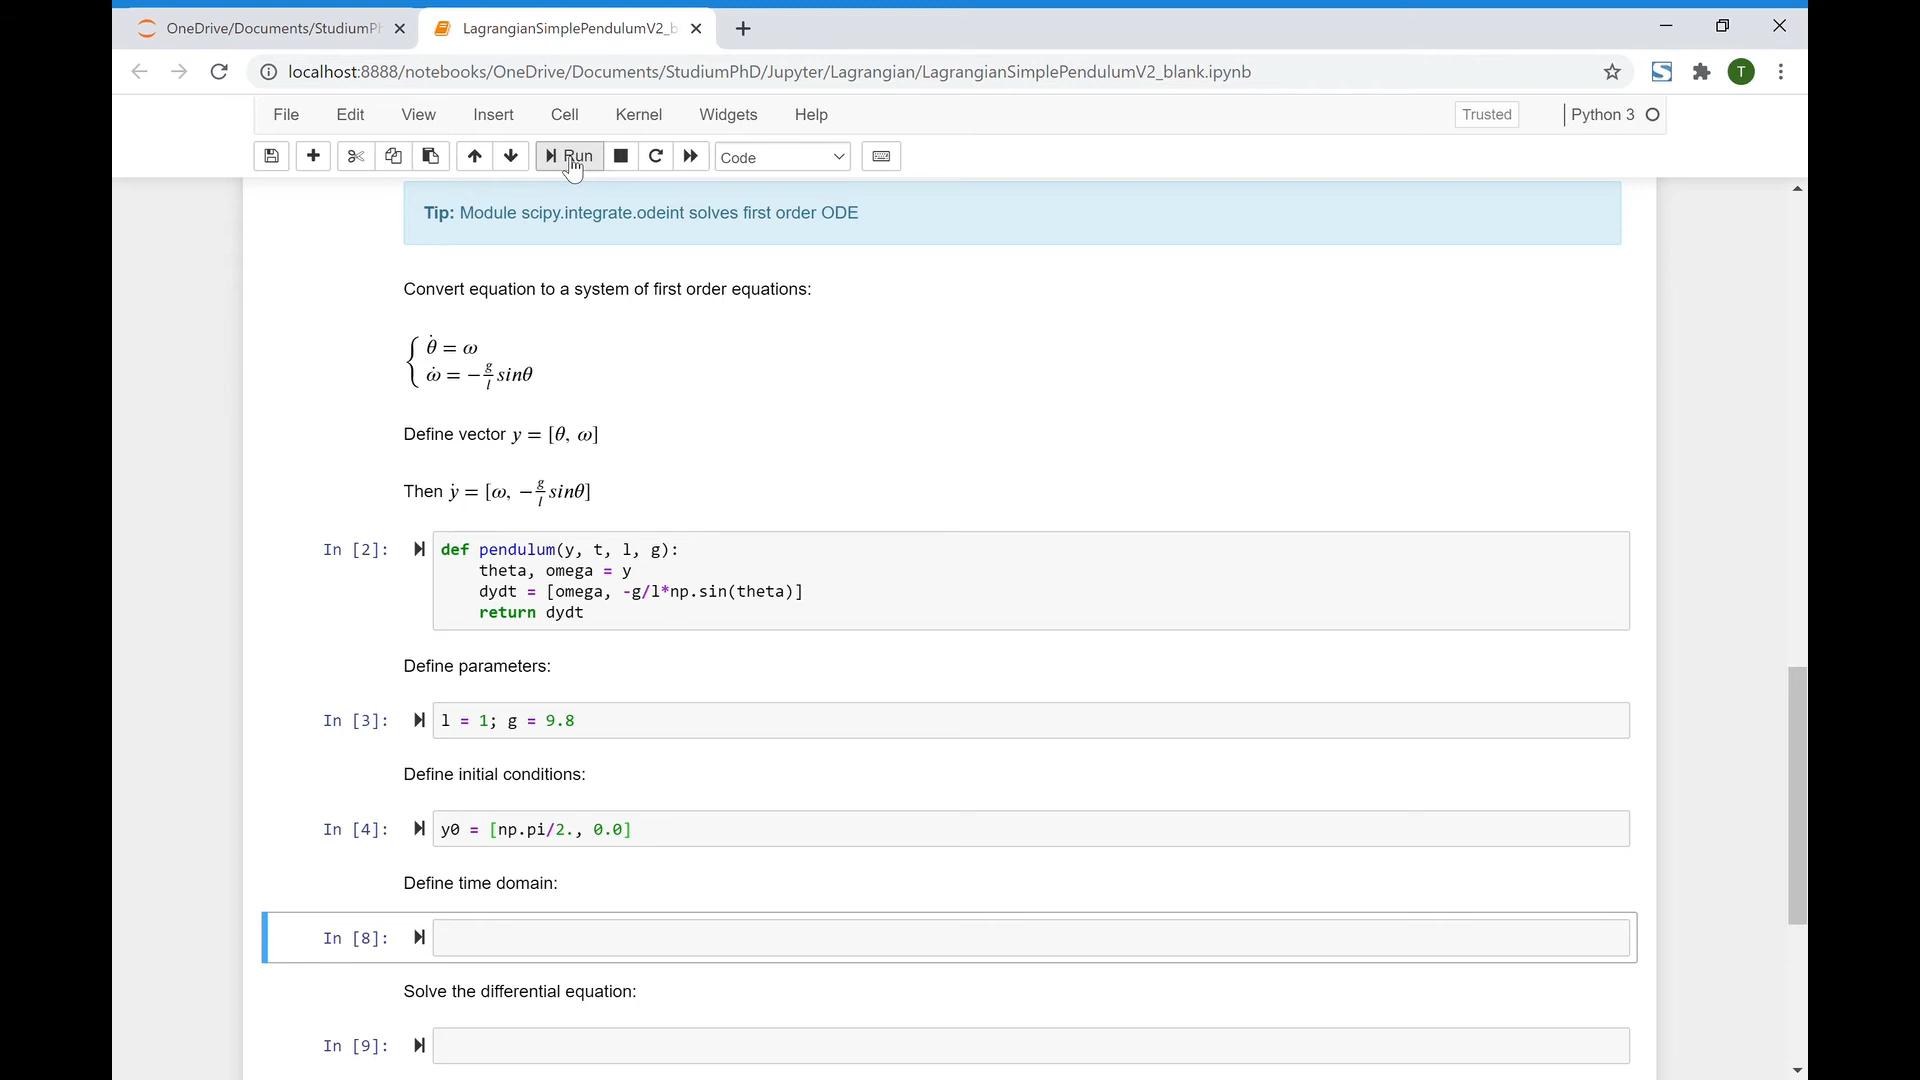 OneDrive/Documents/StudiumPh
LagrangianSimplePendulumV2_b
localhost:8888/notebooks/OneDrive/Documents/StudiumPhD/Jupyter/Lagrangian/LagrangianSimplePendulumV2_blank.ipynb
T
File Edit View Insert Cell Kernel Widgets Help Trusted Python 3
Run Code
Tip: Module scipy.integrate.odeint solves first order ODE
Convert equation to a system of first order equations:
θ̇ = ω
ω̇ = −g/l sinθ
Define vector y = [θ, ω]
Then ẏ = [ω, −g/l sinθ]
In [2]: def pendulum(y, t, l, g):
theta, omega = y
dydt = [omega, -g/l*np.sin(theta)]
return dydt
Define parameters:
In [3]: l = 1; g = 9.8
Define initial conditions:
In [4]: y0 = [np.pi/2., 0.0]
Define time domain:
In [8]:
Solve the differential equation:
In [9]: